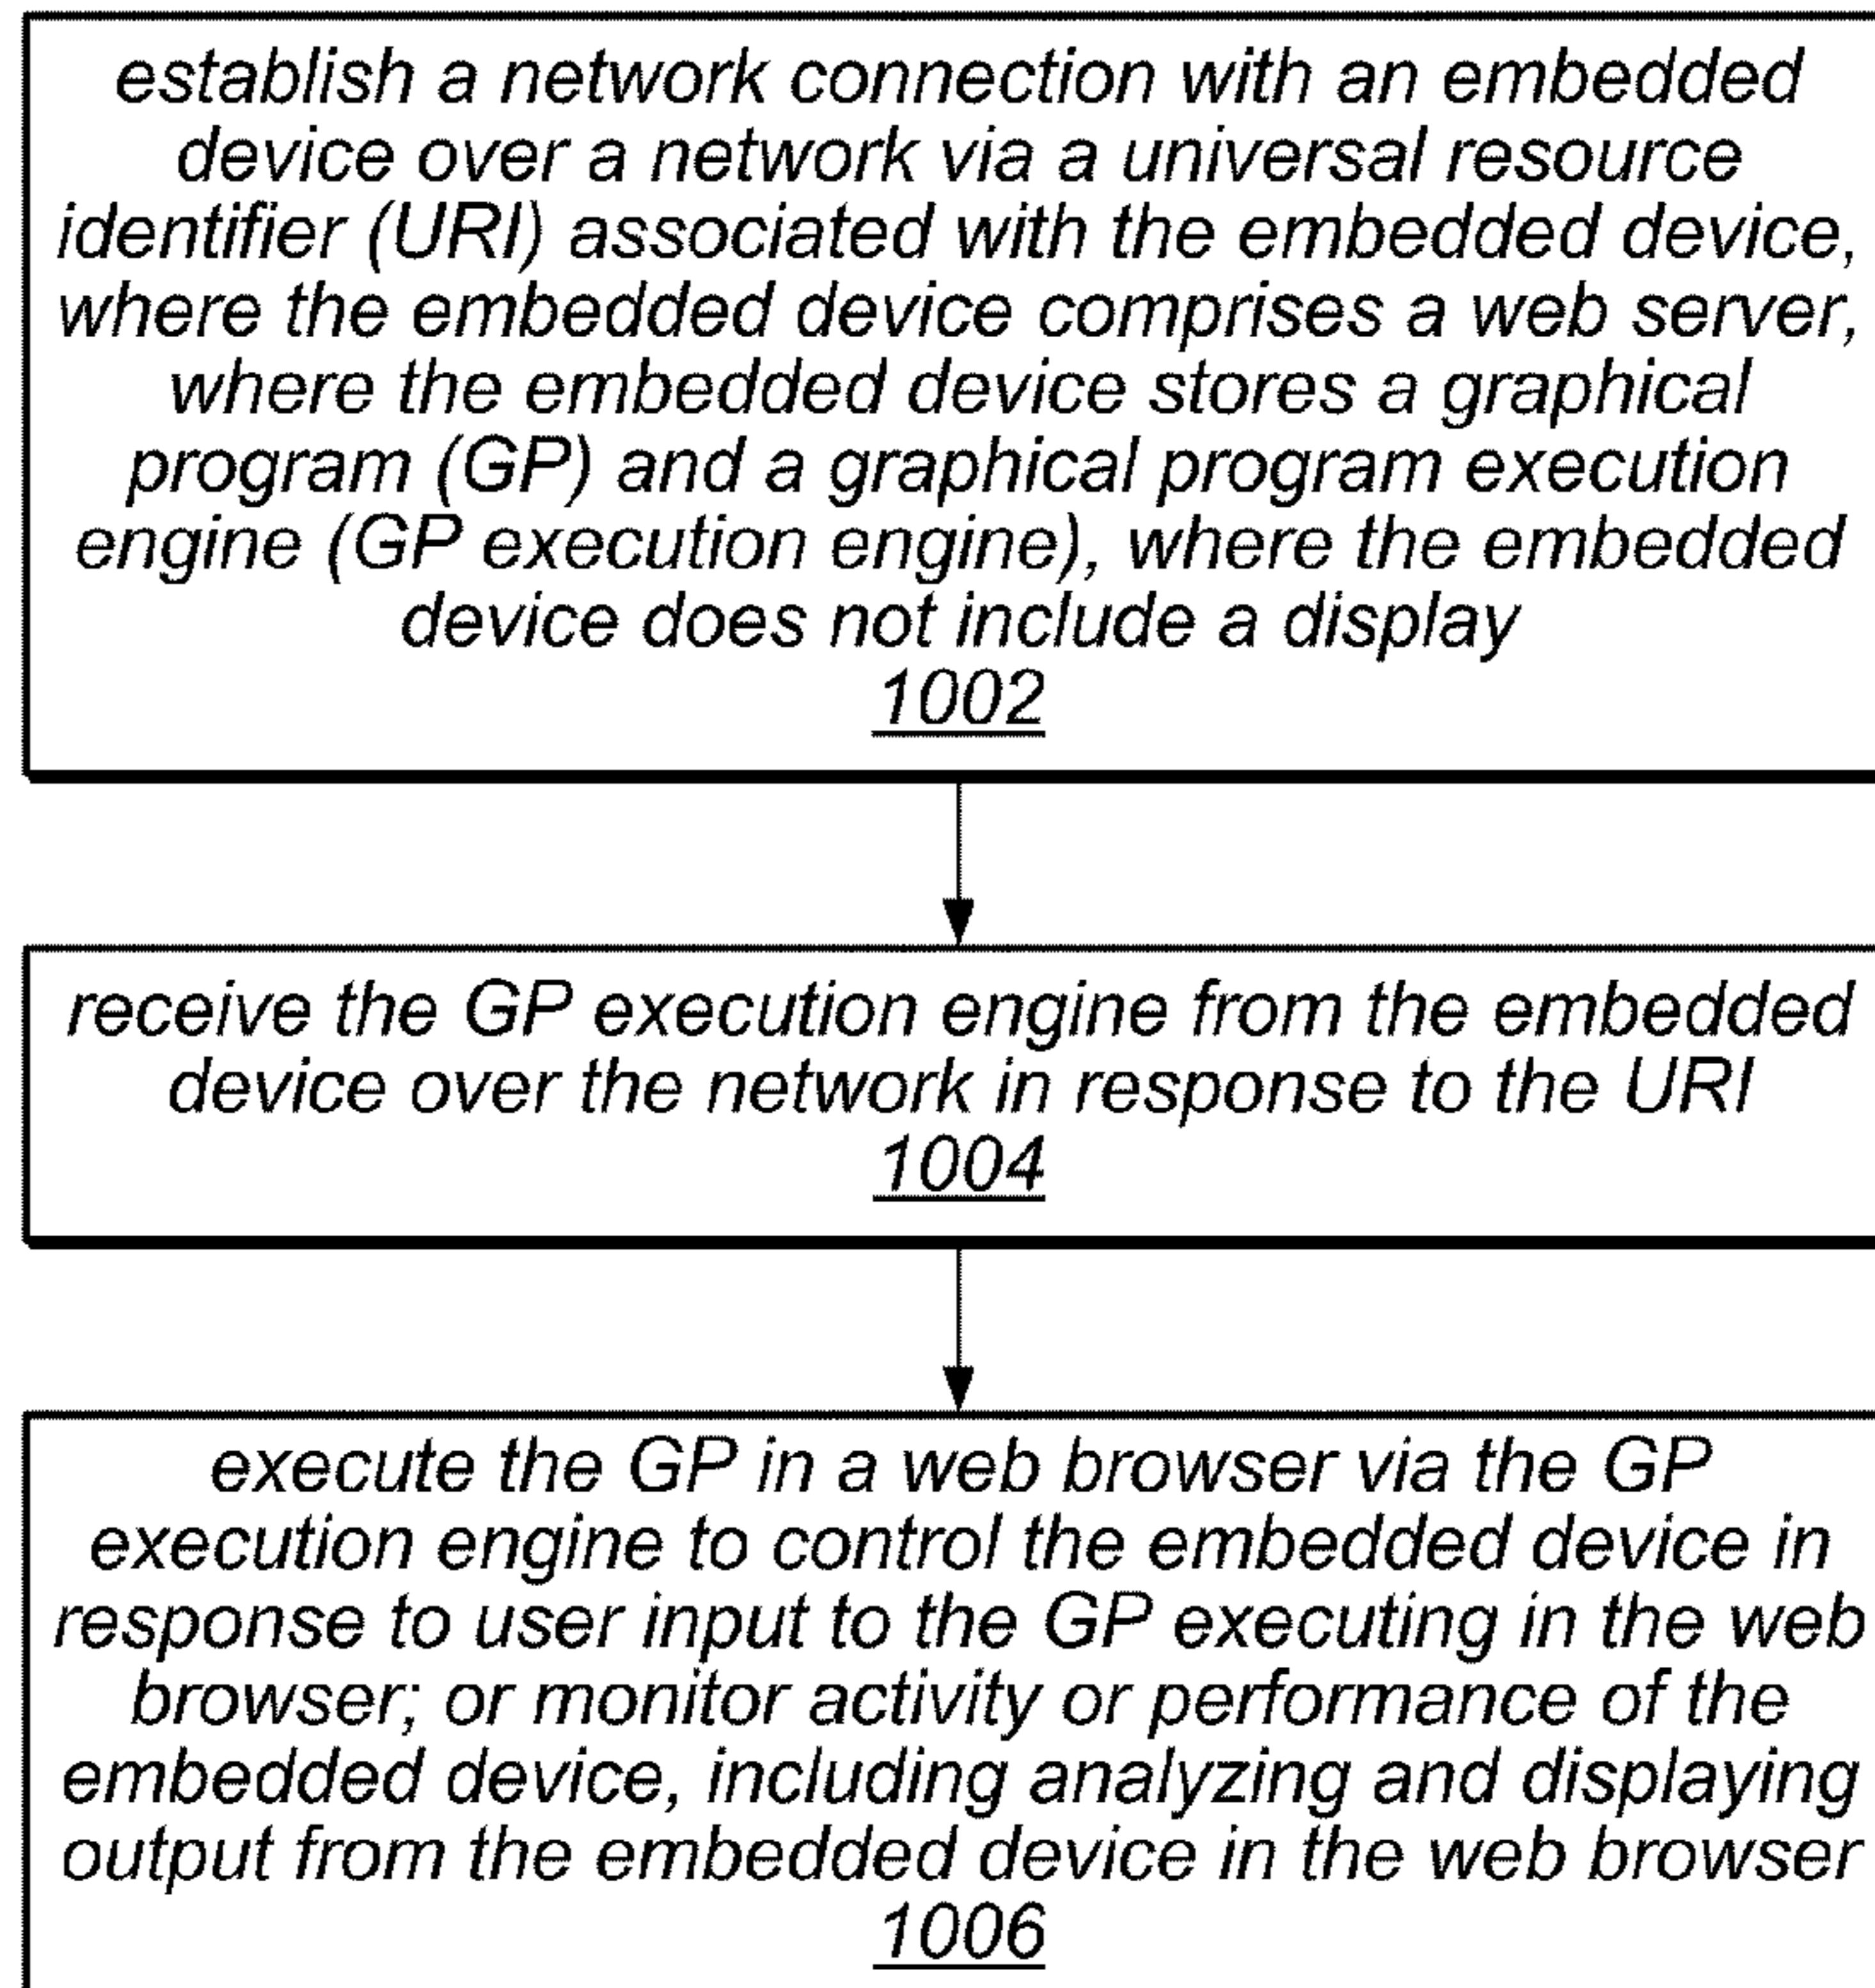 establish a network connection with an embedded
device over a network via a universal resource
identifier (URI) associated with the embedded device,
where the embedded device comprises a web server,
where the embedded device stores a graphical
program (GP) and a graphical program execution
engine (GP execution engine), where the embedded
device does not include a display
1002
receive the GP execution engine from the embedded
device over the network in response to the URI
1004
execute the GP in a web browser via the GP
execution engine to control the embedded device in
response to user input to the GP executing in the web
browser; or monitor activity or performance of the
embedded device, including analyzing and displaying
output from the embedded device in the web browser
1006